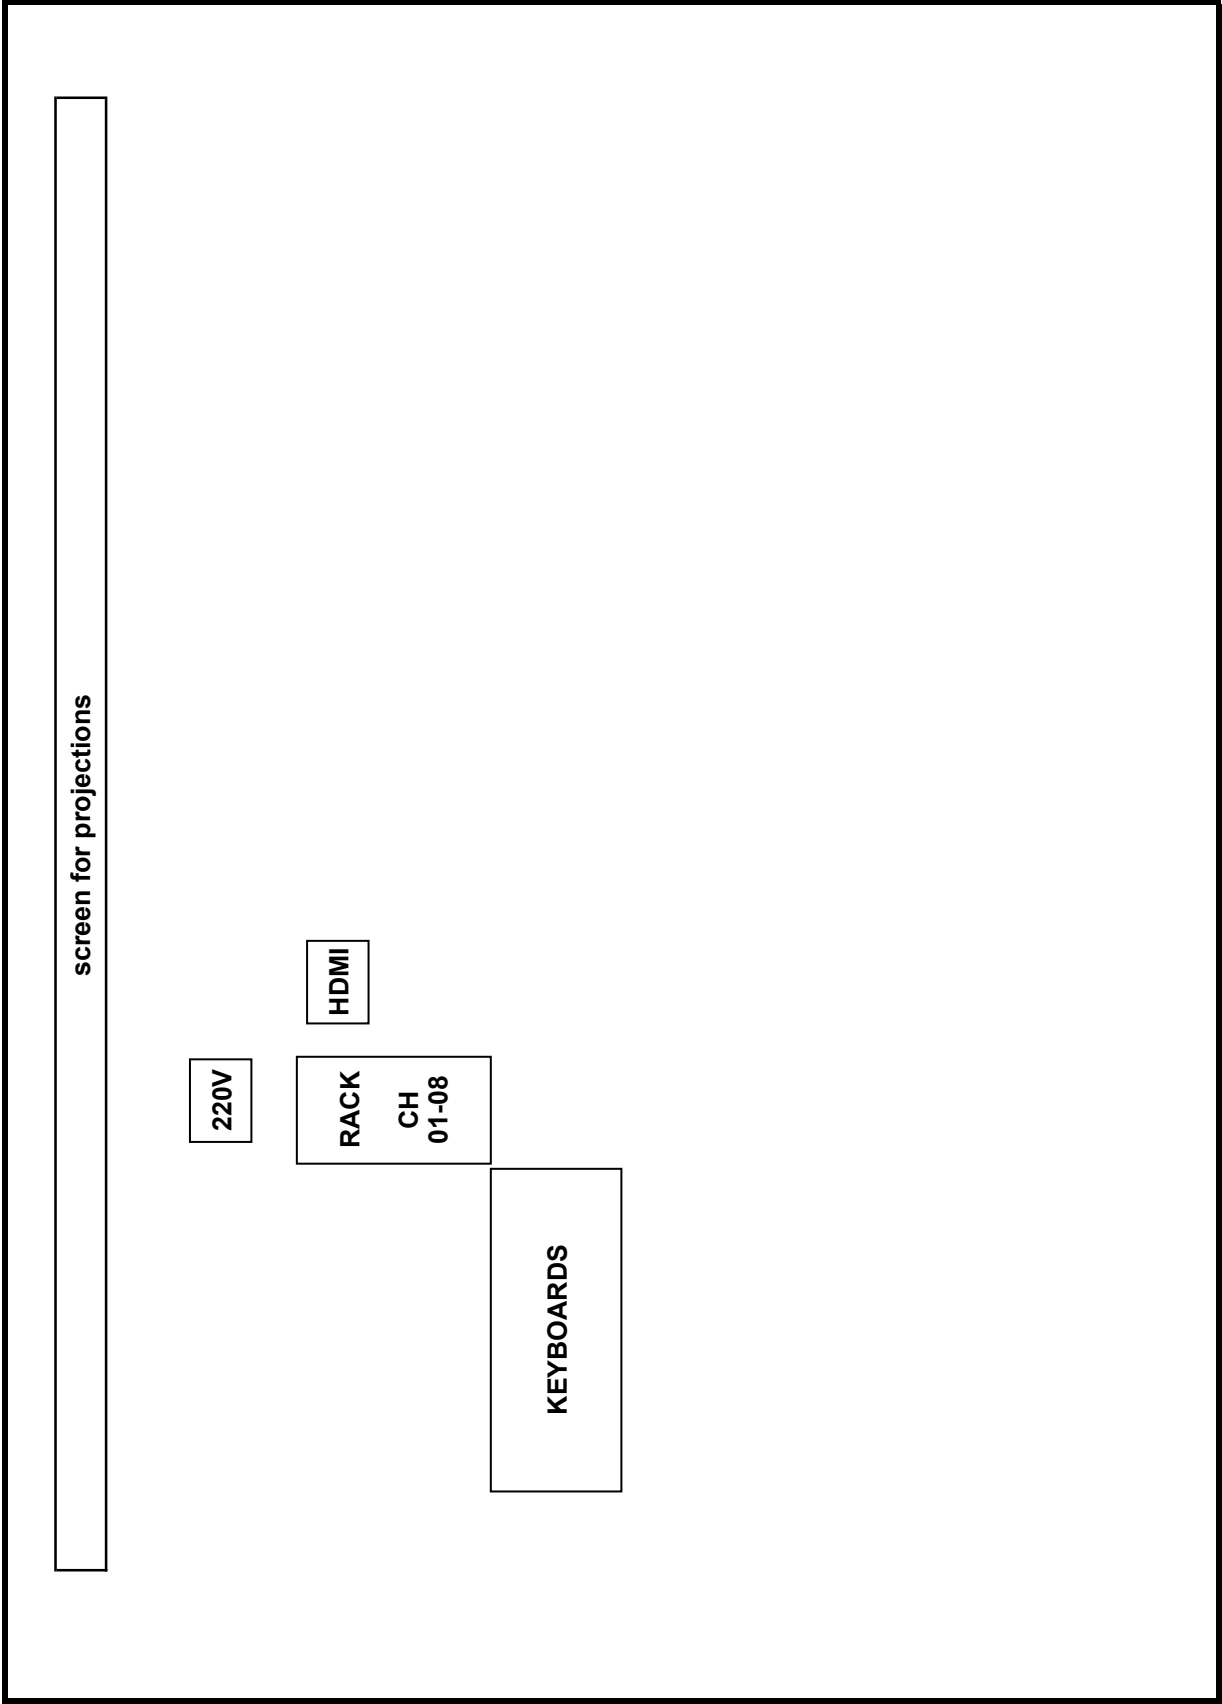 screen for projections
220V
HDMI
RACK
CH
01-08
KEYBOARDS